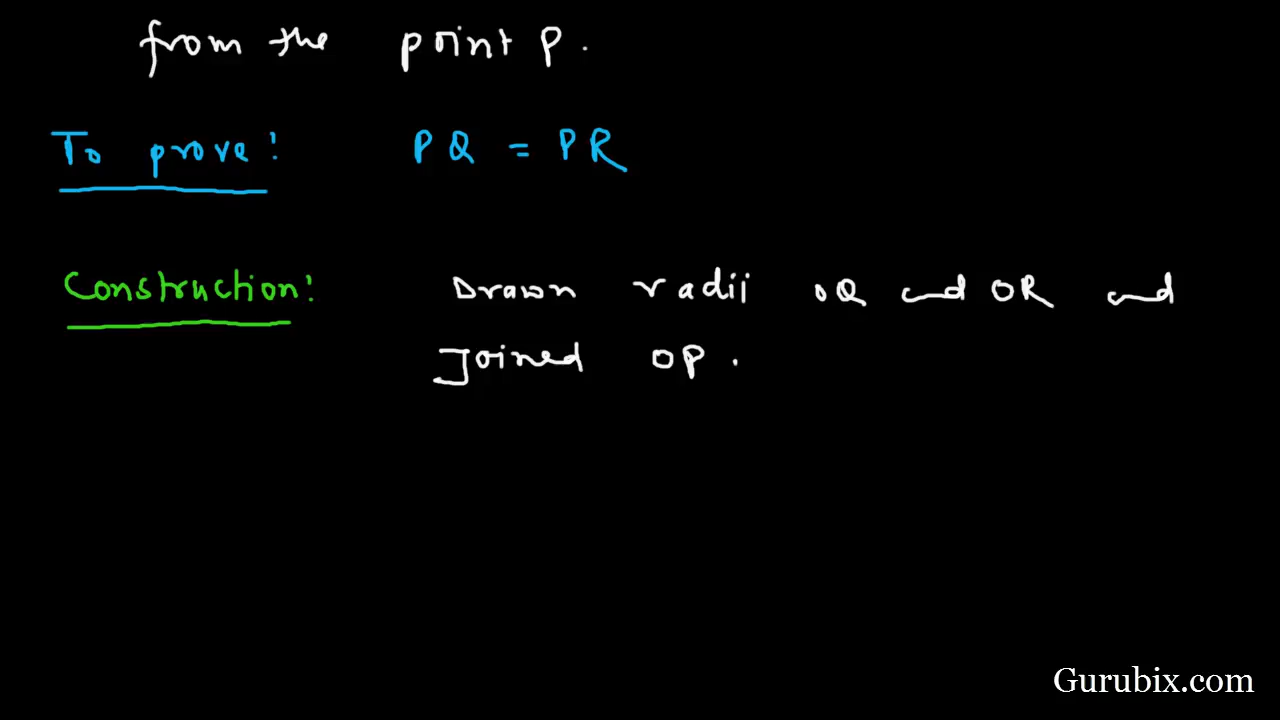 from the point P.
To prove: PQ = PR
Construction: Drawn radii OQ and OR and
Joined OP.
Gurubix.com